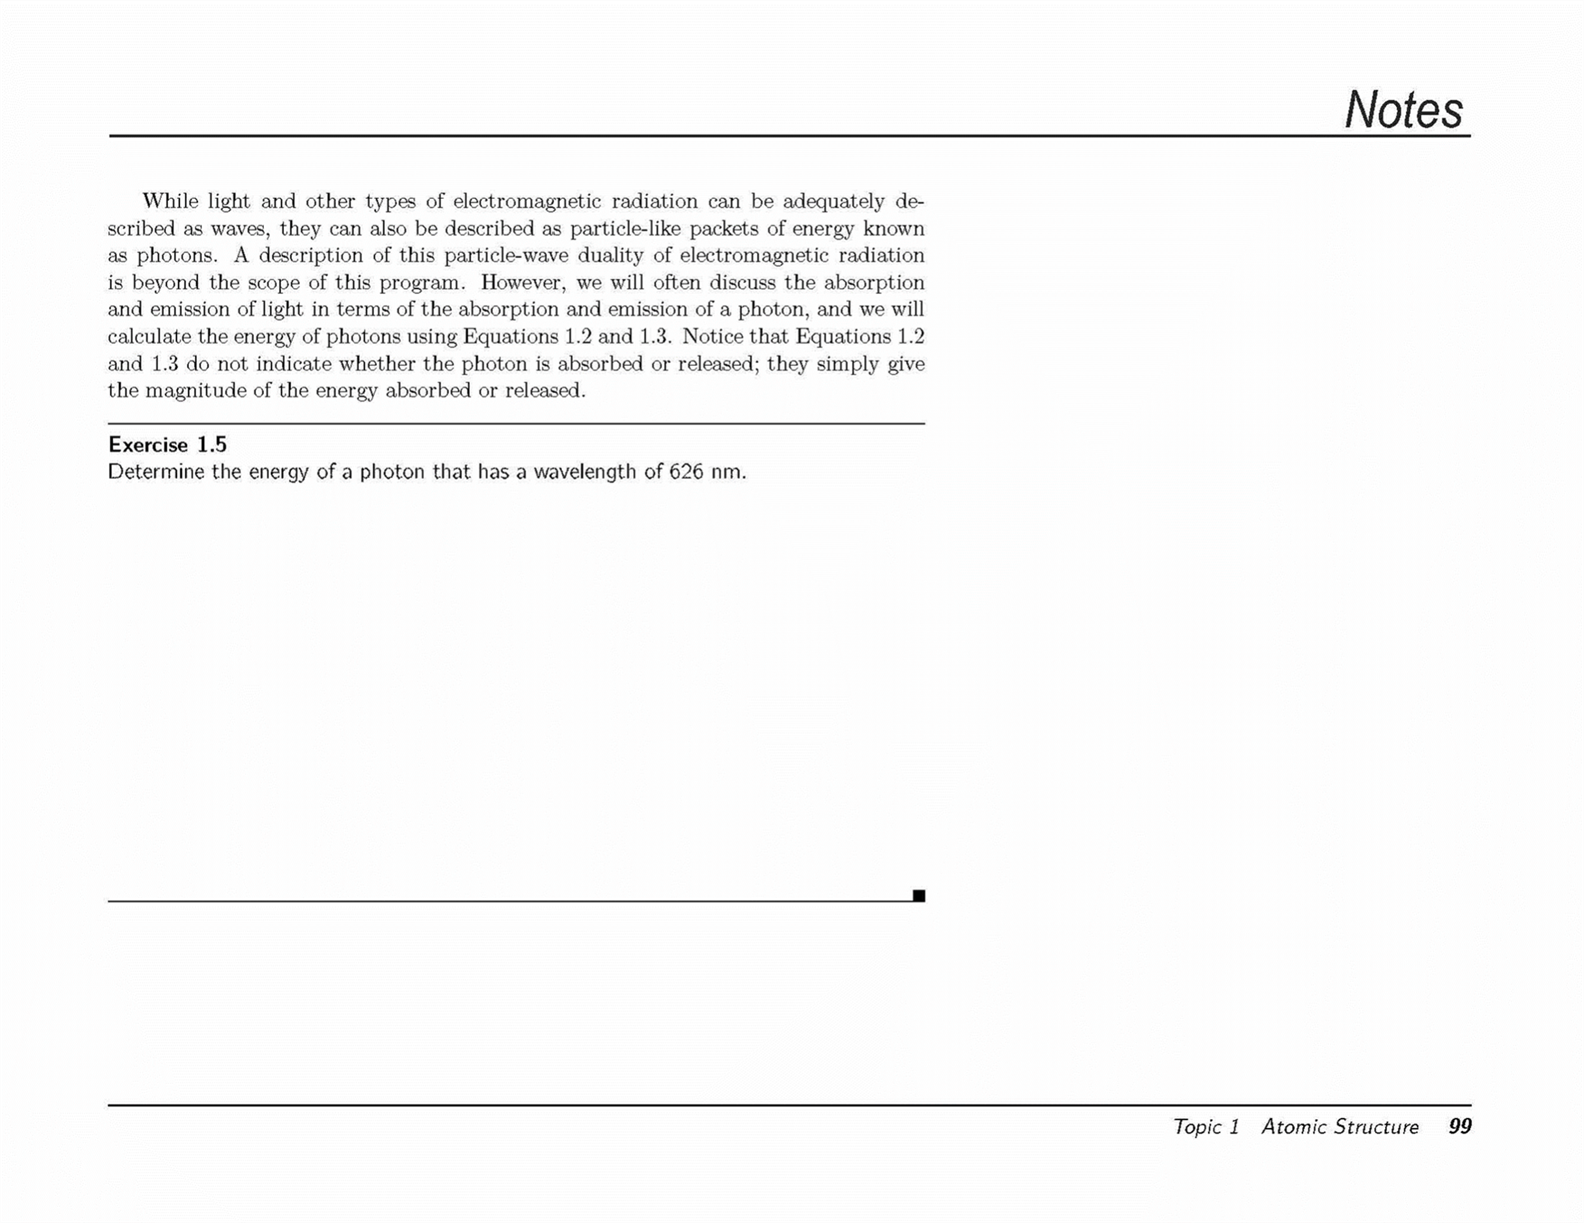 Notes
While light and other types of electromagnetic radiation can be adequately de-
scribed as waves, they can also be described as particle-like packets of energy known
as photons. A description of this particle-wave duality of electromagnetic radiation
is beyond the scope of this program. However, we will often discuss the absorption
and emission of light in terms of the absorption and emission of a photon, and we will
calculate the energy of photons using Equations 1.2 and 1.3. Notice that Equations 1.2
and 1.3 do not indicate whether the photon is absorbed or released; they simply give
the magnitude of the energy absorbed or released.
Exercise 1.5
Determine the energy of a photon that has a wavelength of 626 nm.
Topic 1 Atomic Structure 99